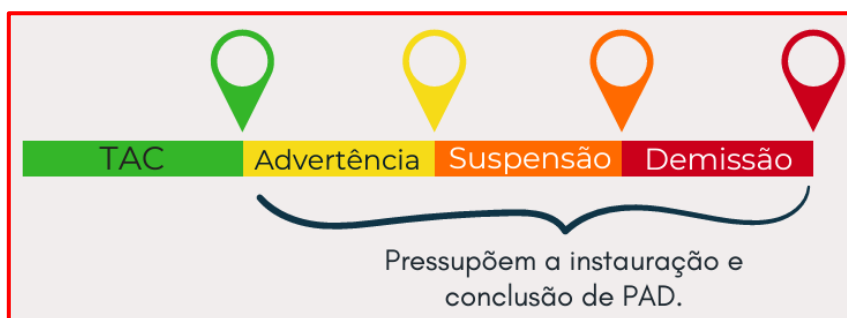 TAC
Advertência
Suspensão
Demissão
Pressupõem a instauração e
conclusão de PAD.